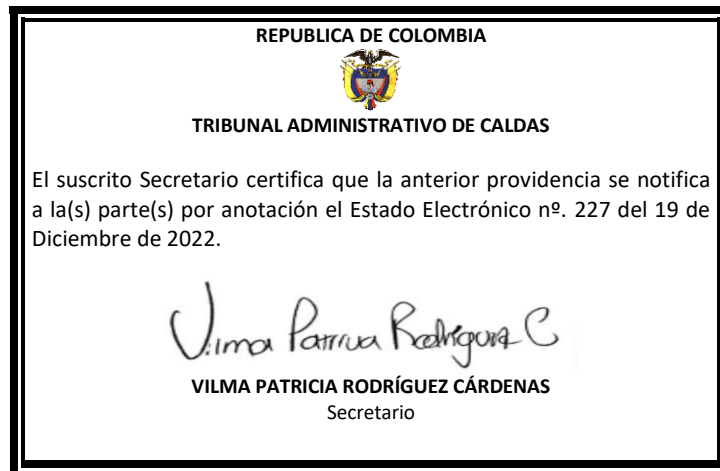 REPUBLICA DE COLOMBIA
TRIBUNAL ADMINISTRATIVO DE CALDAS
El suscrito Secretario certifica que la anterior providencia se notifica
a la(s) parte(s) por anotación el Estado Electrónico nº. 227 del 19 de
Diciembre de 2022.
Vilma Patricia Rodríguez C
VILMA PATRICIA RODRÍGUEZ CÁRDENAS
Secretario